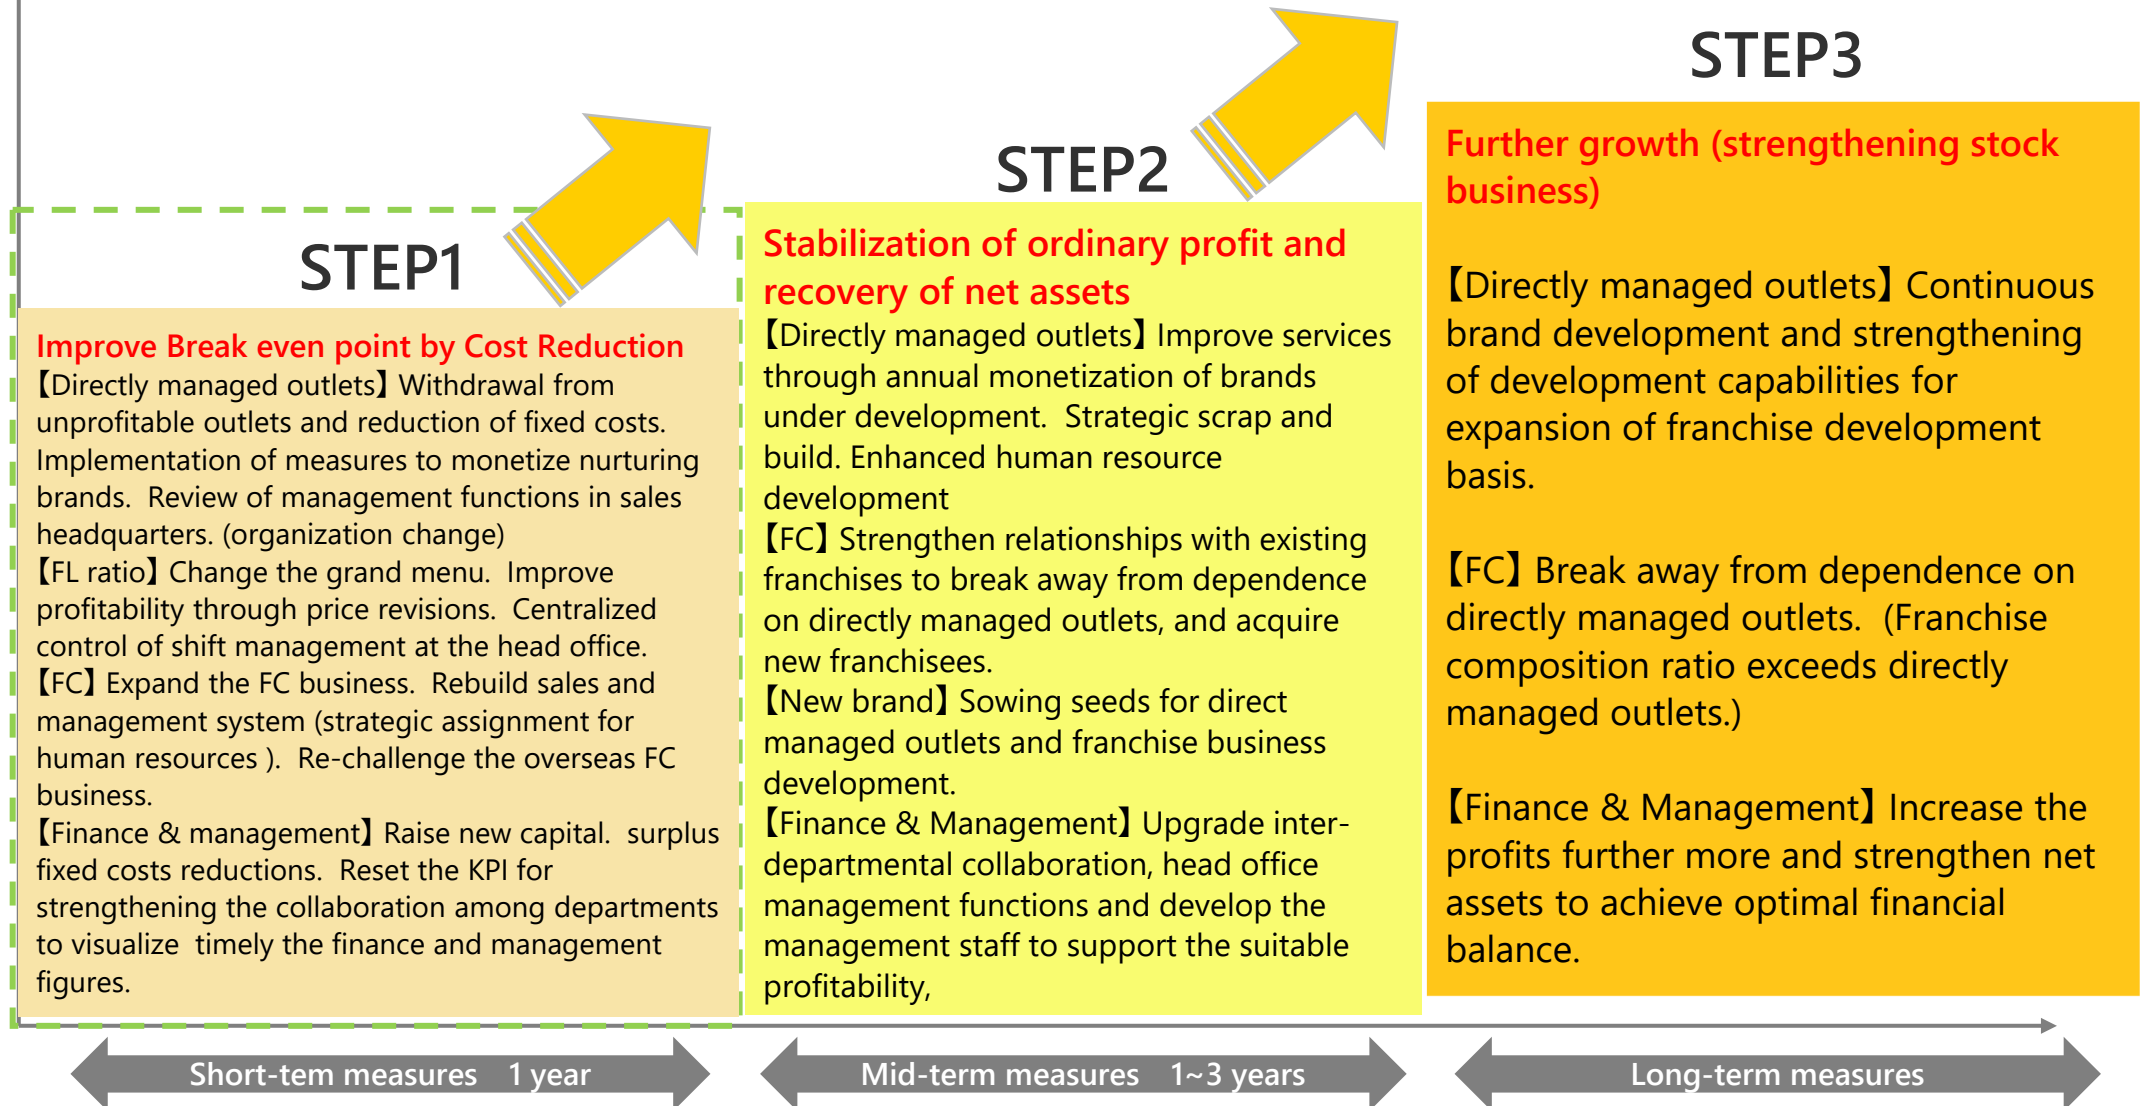 STEP1
Improve Break even point by Cost Reduction
【Directly managed outlets】Withdrawal from
unprofitable outlets and reduction of fixed costs.
Implementation of measures to monetize nurturing
brands.  Review of management functions in sales
headquarters. (organization change)
【FL ratio】Change the grand menu.  Improve
profitability through price revisions.  Centralized
control of shift management at the head office.
【FC】Expand the FC business.  Rebuild sales and
management system (strategic assignment for
human resources ).  Re-challenge the overseas FC
business.
【Finance & management】Raise new capital.  surplus
fixed costs reductions.  Reset the KPI for
strengthening the collaboration among departments
to visualize  timely the finance and management
figures.
STEP2
Stabilization of ordinary profit and
recovery of net assets
【Directly managed outlets】Improve services
through annual monetization of brands
under development.  Strategic scrap and
build. Enhanced human resource
development
【FC】Strengthen relationships with existing
franchises to break away from dependence
on directly managed outlets, and acquire
new franchisees.
【New brand】Sowing seeds for direct
managed outlets and franchise business
development.
【Finance & Management】Upgrade inter-
departmental collaboration, head office
management functions and develop the
management staff to support the suitable
profitability,
STEP3
Further growth (strengthening stock
business)
【Directly managed outlets】Continuous
brand development and strengthening
of development capabilities for
expansion of franchise development
basis.
【FC】Break away from dependence on
directly managed outlets.  (Franchise
composition ratio exceeds directly
managed outlets.)
【Finance & Management】Increase the
profits further more and strengthen net
assets to achieve optimal financial
balance.
Short-tem measures   1 year
Mid-term measures   1~3 years
Long-term measures